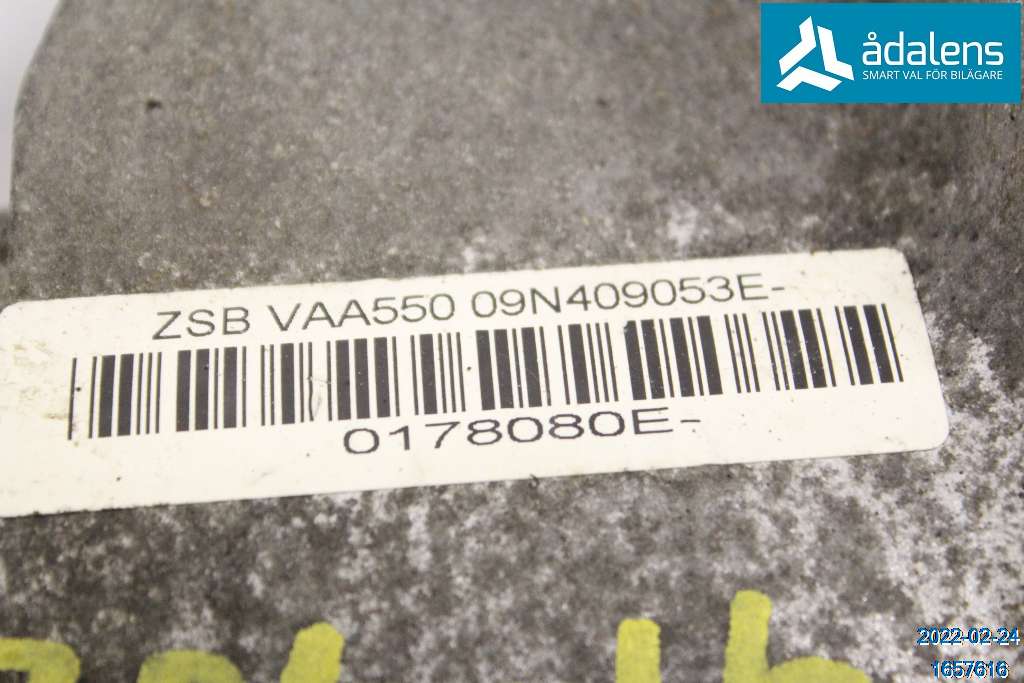 ådalens
SMART VAL FÖR BILÄGARE
ZSB VAA550 09N409053E-
0178080E-
2022-02-24
1657616